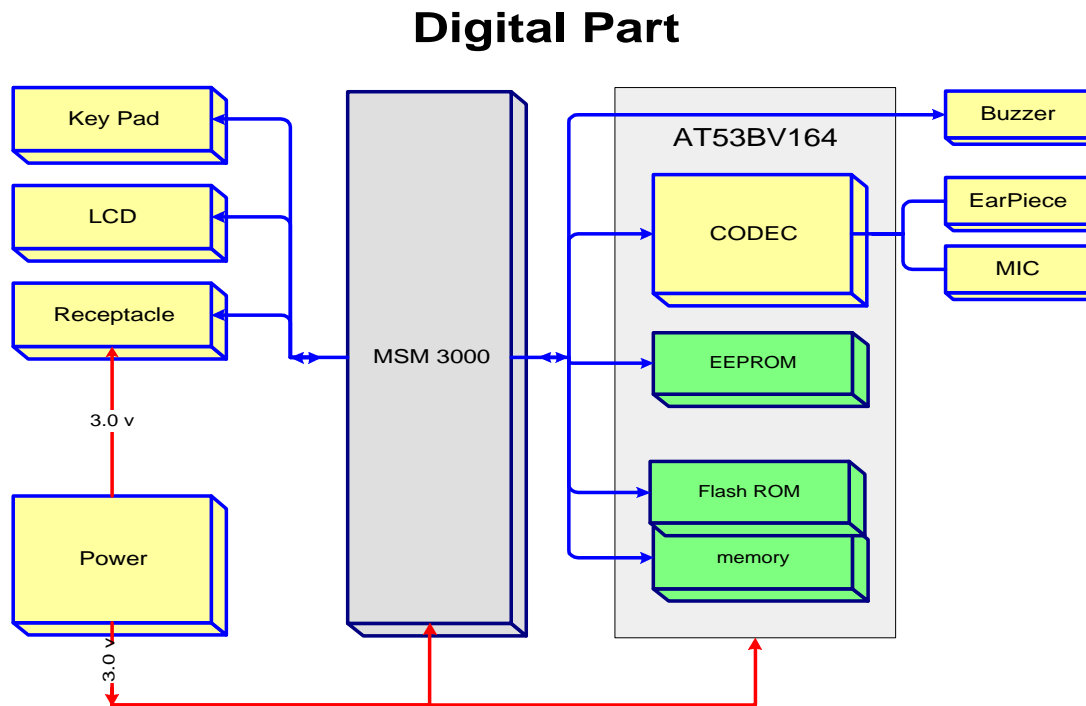 Digital Part
Key Pad
LCD
Receptacle
3.0 v
Power
3.0 v
MSM 3000
AT53BV164
CODEC
EEPROM
Flash ROM
memory
Buzzer
EarPiece
MIC